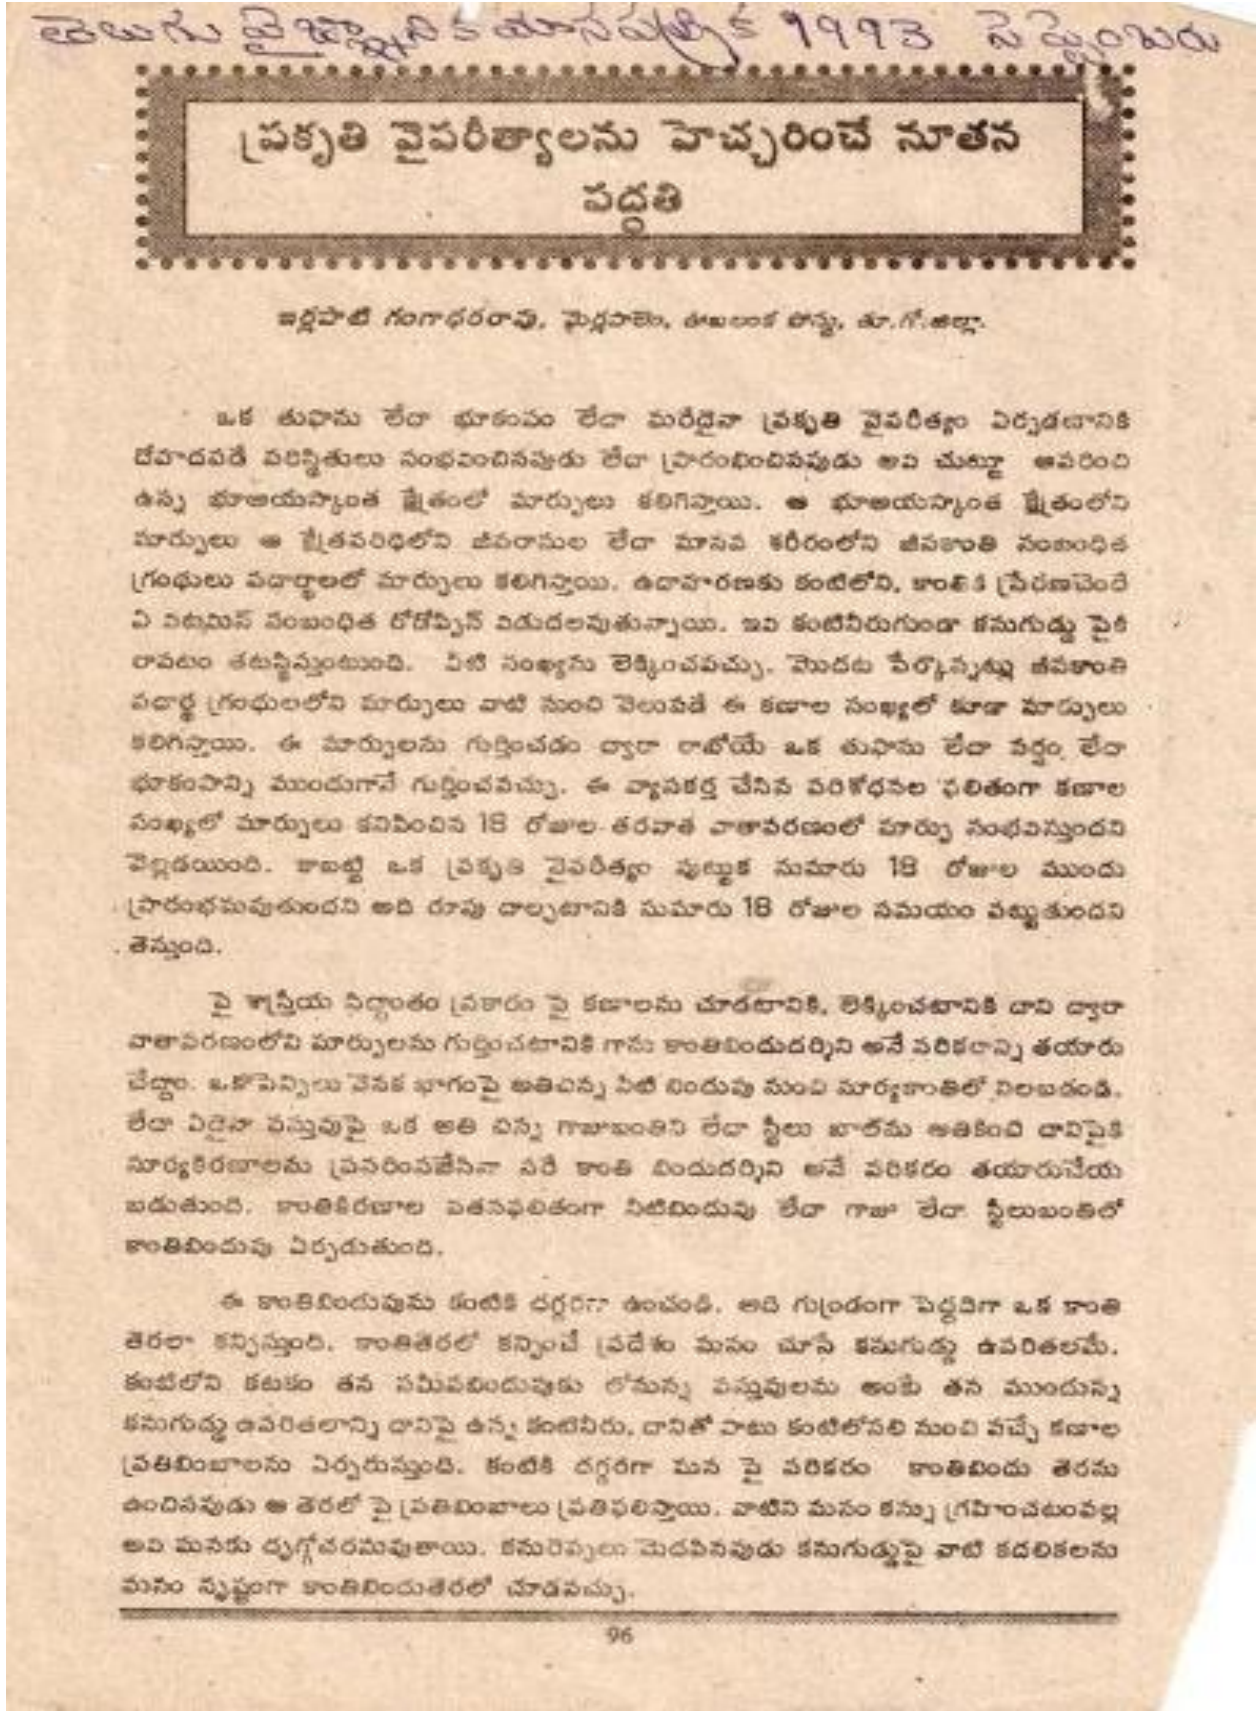 తెలుగు వైజ్ఞానిక మాసపత్రిక 1993 సెప్టెంబరు
ప్రకృతి వైపరీత్యాలను హెచ్చరించే నూతన
పద్ధతి
ఇర్లపాటి గంగాధరరావు, మెర్లపాలెం, ఊబలంక పోస్టు, తూ.గో.జిల్లా.
ఒక తుఫాను లేదా భూకంపం లేదా మరేదైనా ప్రకృతి వైపరీత్యం ఏర్పడటానికి
దోహదపడే పరిస్థితులు సంభవించినపుడు లేదా ప్రారంభించినపుడు అవి చుట్టూ ఆవరించి
ఉన్న భూఅయస్కాంత క్షేత్రంలో మార్పులు కలిగిస్తాయి. ఆ భూఅయస్కాంత క్షేత్రంలోని
మార్పులు ఆ క్షేత్రపరిధిలోని జీవరాసుల లేదా మానవ శరీరంలోని జీవకాంతి సంబంధిత
గ్రంథులు పదార్థాలలో మార్పులు కలిగిస్తాయి. ఉదాహరణకు కంటిలోని, కాంతికి ప్రేరణచెందే
ఏ విటమిన్ సంబంధిత రోడోప్సిన్ విడుదలవుతున్నాయి. ఇవి కంటినీరుగుండా కనుగుడ్డు పైకి
రావటం తటస్థిస్తుంటుంది. వీటి సంఖ్యను లెక్కించవచ్చు. మొదట పేర్కొన్నట్లు జీవకాంతి
పదార్థ గ్రంథులలోని మార్పులు వాటి నుంచి వెలువడే ఈ కణాల సంఖ్యలో కూడా మార్పులు
కలిగిస్తాయి. ఈ మార్పులను గుర్తించడం ద్వారా రాబోయే ఒక తుఫాను లేదా వర్షం లేదా
భూకంపాన్ని ముందుగానే గుర్తించవచ్చు. ఈ వ్యాసకర్త చేసిన పరిశోధనల ఫలితంగా కణాల
సంఖ్యలో మార్పులు కనిపించిన 18 రోజుల తరవాత వాతావరణంలో మార్పు సంభవిస్తుందని
వెల్లడయింది. కాబట్టి ఒక ప్రకృతి వైపరీత్యం పుట్టుక సుమారు 18 రోజుల ముందు
ప్రారంభమవుతుందని అది రూపు దాల్చటానికి సుమారు 18 రోజుల సమయం పట్టుతుందని
తెస్తుంది.
పై శాస్త్రీయ సిద్ధాంతం ప్రకారం పై కణాలను చూడటానికి, లెక్కించటానికి దాని ద్వారా
వాతావరణంలోని మార్పులను గుర్తించటానికి గాను కాంతిబిందుదర్శిని అనే పరికరాన్ని తయారు
చేద్దాం. ఒకపెన్సిలు వెనక భాగంపై అతిచిన్న నీటి బిందువు నుంచి సూర్యకాంతిలో నిలబడండి.
లేదా ఏదైనా వస్తువుపై ఒక అతి చిన్న గాజుబంతిని లేదా స్టీలు బాల్‌ను అతికించి దానిపైకి
సూర్యకిరణాలను ప్రసరింపజేసినా సరే కాంతి బిందుదర్శిని అనే పరికరం తయారుచేయ
బడుతుంది. కాంతికిరణాల పతనఫలితంగా నీటిబిందువు లేదా గాజు లేదా స్టీలుబంతిలో
కాంతిబిందువు ఏర్పడుతుంది.
ఈ కాంతిబిందువును కంటికి దగ్గరగా ఉంచండి. అది గుండ్రంగా పెద్దదిగా ఒక కాంతి
తెరలా కన్పిస్తుంది. కాంతితెరలో కన్పించే ప్రదేశం మనం చూసే కనుగుడ్డు ఉపరితలమే.
కంటిలోని కటకం తన సమీపబిందువుకు లోనున్న వస్తువులను అంటే తన ముందున్న
కనుగుడ్డు ఉపరితలాన్ని దానిపై ఉన్న కంటినీరు, దానితో పాటు కంటిలోపలి నుంచి వచ్చే కణాల
ప్రతిబింబాలను ఏర్పరుస్తుంది. కంటికి దగ్గరగా మన పై పరికరం కాంతిబిందు తెరను
ఉంచినపుడు ఆ తెరలో పై ప్రతిబింబాలు ప్రతిఫలిస్తాయి. వాటిని మనం కన్ను గ్రహించటంవల్ల
అవి మనకు దృగ్గోచరమవుతాయి. కనురెప్పలు మెదపినపుడు కనుగుడ్డుపై వాటి కదలికలను
మనం స్పష్టంగా కాంతిబిందుతెరలో చూడవచ్చు.
96